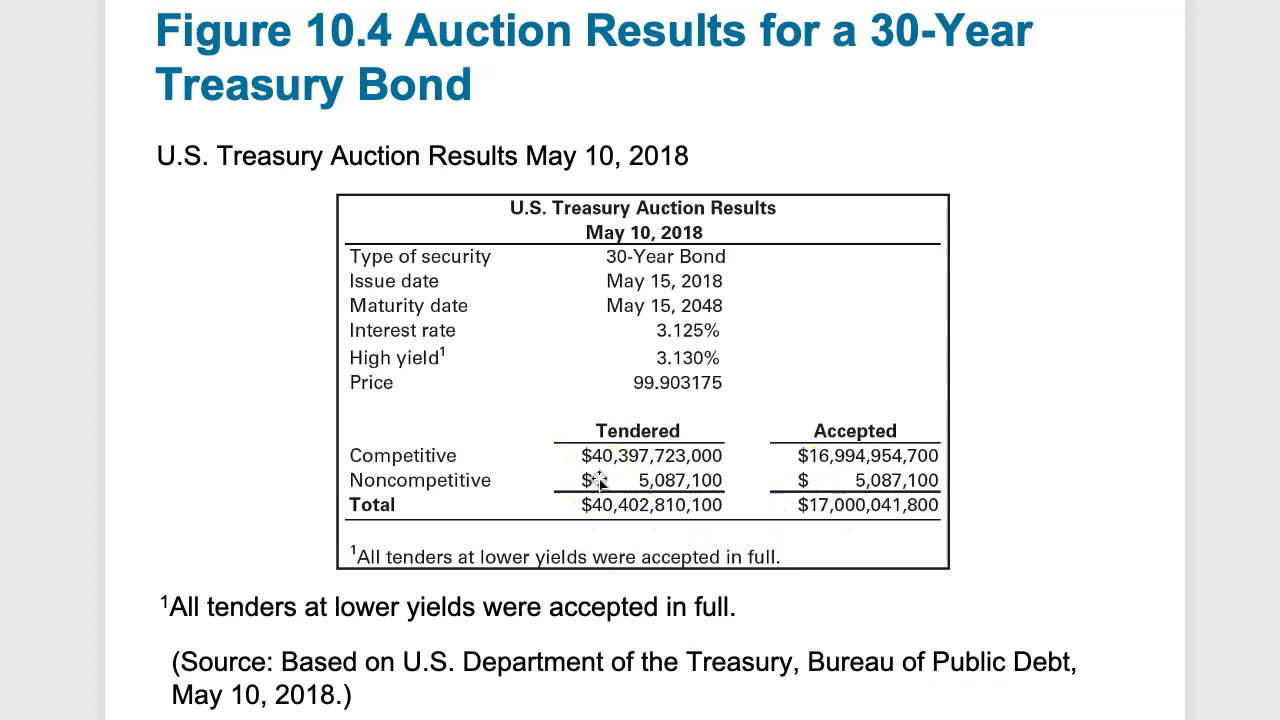 Figure 10.4 Auction Results for a 30-Year
Treasury Bond
U.S. Treasury Auction Results May 10, 2018
U.S. Treasury Auction Results
May 10, 2018
Type of security 30-Year Bond
Issue date May 15, 2018
Maturity date May 15, 2048
Interest rate 3.125%
High yield¹ 3.130%
Price 99.903175
Tendered Accepted
Competitive $40,397,723,000 $16,994,954,700
Noncompetitive $ 5,087,100 $ 5,087,100
Total $40,402,810,100 $17,000,041,800
¹All tenders at lower yields were accepted in full.
¹All tenders at lower yields were accepted in full.
(Source: Based on U.S. Department of the Treasury, Bureau of Public Debt,
May 10, 2018.)